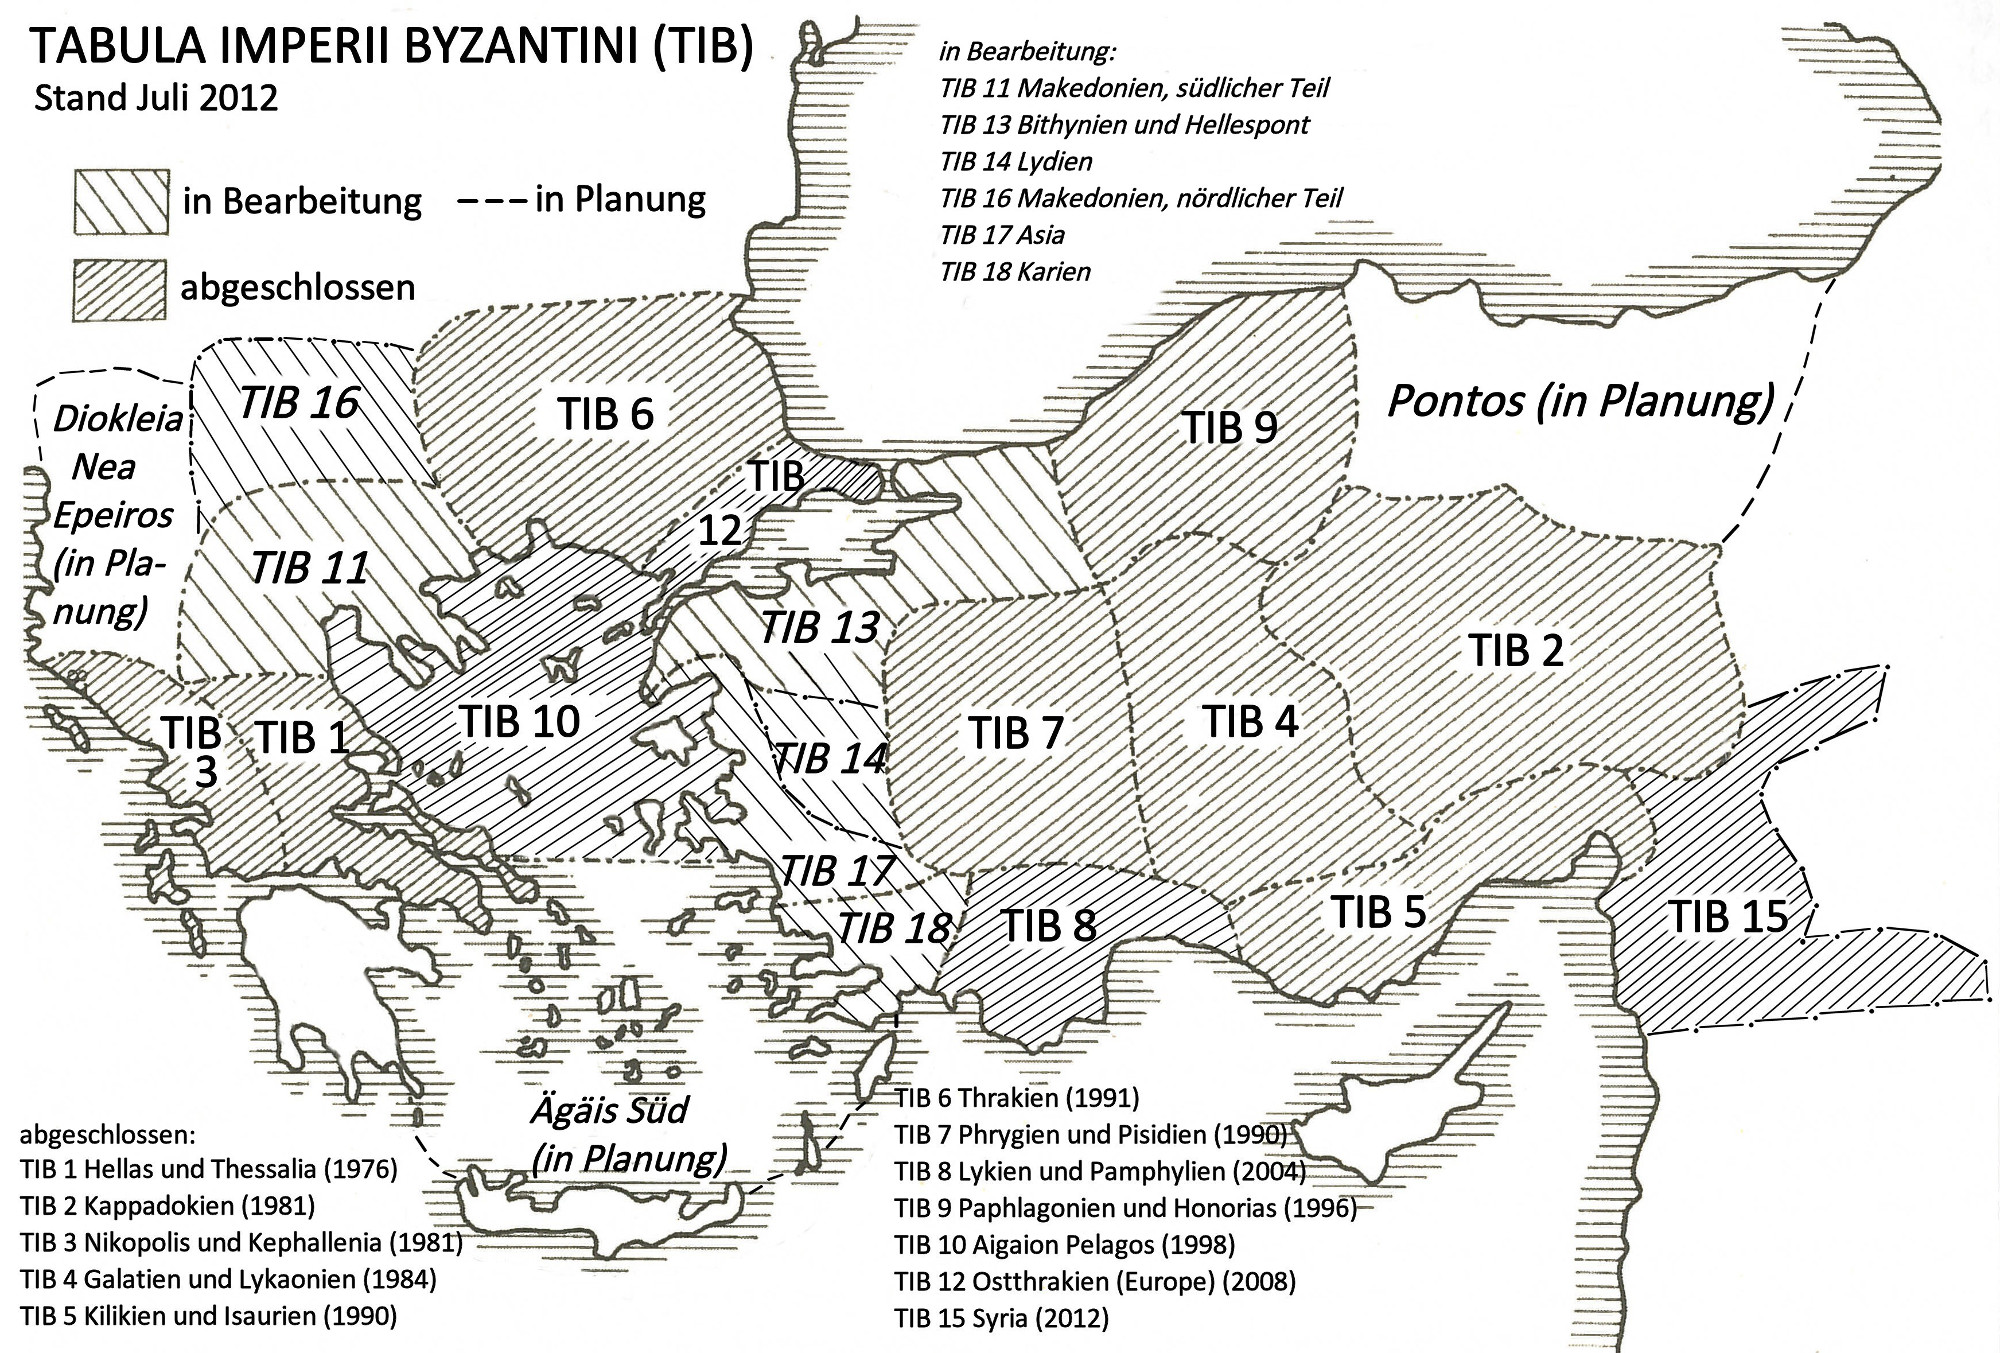 TABULA IMPERII BYZANTINI (TIB)
Stand Juli 2012
in Bearbeitung
in Planung
abgeschlossen
in Bearbeitung:
TIB 11 Makedonien, südlicher Teil
TIB 13 Bithynien und Hellespont
TIB 14 Lydien
TIB 16 Makedonien, nördlicher Teil
TIB 17 Asia
TIB 18 Karien
Diokleia
Nea
Epeiros
(in Pla-
nung)
TIB 16
TIB 6
TIB 9
Pontos (in Planung)
TIB
12
TIB 11
TIB 13
TIB 2
TIB
3
TIB 1
TIB 10
TIB 14
TIB 7
TIB 4
TIB 17
TIB 18
TIB 8
TIB 5
TIB 15
Ägäis Süd
(in Planung)
abgeschlossen:
TIB 1 Hellas und Thessalia (1976)
TIB 2 Kappadokien (1981)
TIB 3 Nikopolis und Kephallenia (1981)
TIB 4 Galatien und Lykaonien (1984)
TIB 5 Kilikien und Isaurien (1990)
TIB 6 Thrakien (1991)
TIB 7 Phrygien und Pisidien (1990)
TIB 8 Lykien und Pamphylien (2004)
TIB 9 Paphlagonien und Honorias (1996)
TIB 10 Aigaion Pelagos (1998)
TIB 12 Ostthrakien (Europe) (2008)
TIB 15 Syria (2012)